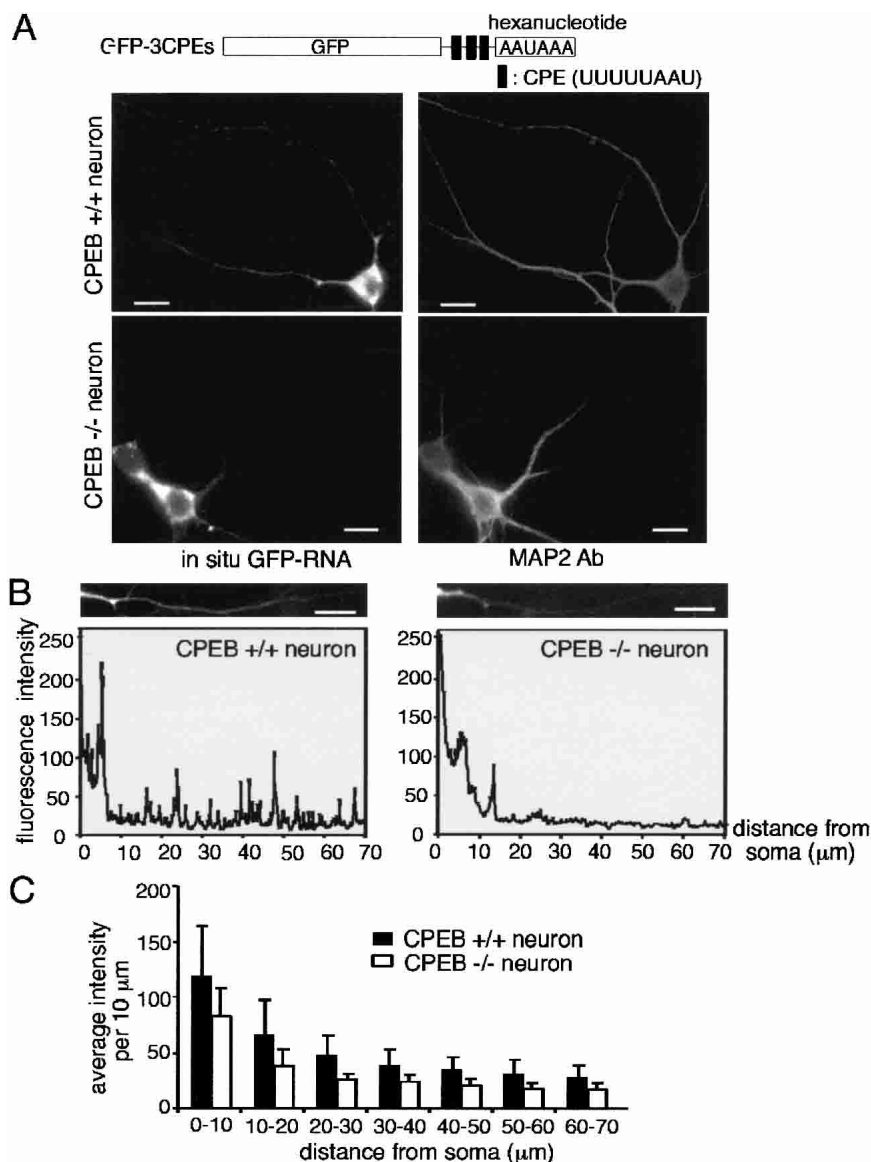 A
hexanucleotide
GFP-3CPEs
GFP
AAUAAA
: CPE (UUUUUAAU)
CPEB +/+ neuron
CPEB -/- neuron
in situ GFP-RNA
MAP2 Ab
B
fluorescence intensity
250
200
150
100
50
0
CPEB +/+ neuron
0 10 20 30 40 50 60 70
250
200
150
100
50
0
CPEB -/- neuron
0 10 20 30 40 50 60 70
distance from
soma (μm)
C
average intensity
per 10 μm
200
150
100
50
0
CPEB +/+ neuron
CPEB -/- neuron
0-10 10-20 20-30 30-40 40-50 50-60 60-70
distance from soma (μm)